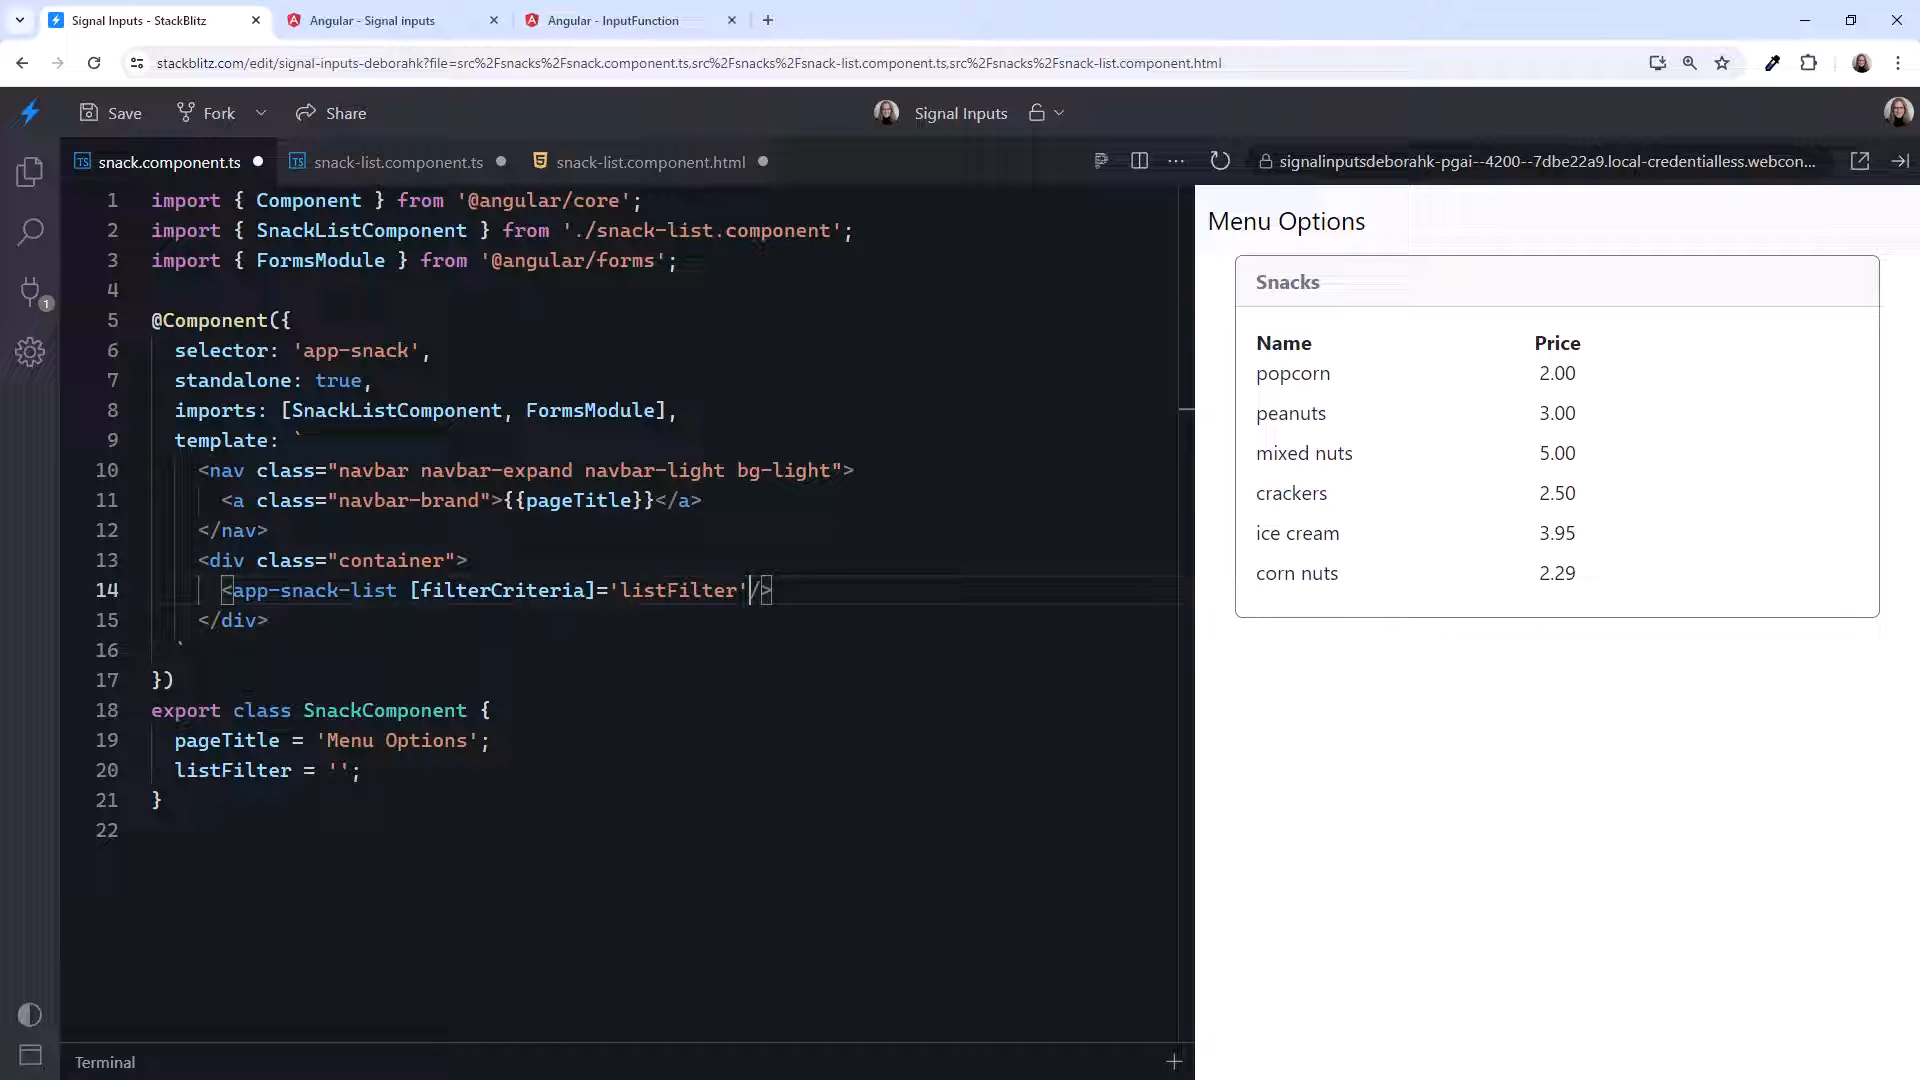 Signal Inputs - StackBlitz
Angular - Signal inputs
Angular - InputFunction
stackblitz.com/edit/signal-inputs-deborahk?file=src%2Fsnacks%2Fsnack.component.ts,src%2Fsnacks%2Fsnack-list.component.ts,src%2Fsnacks%2Fsnack-list.component.html
Save
Fork
Share
Signal Inputs
TS snack.component.ts
TS snack-list.component.ts
snack-list.component.html
signalinputsdeborahk-pgai--4200--7dbe22a9.local-credentialless.webcon...
1
1 import { Component } from '@angular/core';
2 import { SnackListComponent } from './snack-list.component';
3 import { FormsModule } from '@angular/forms';
4
5 @Component({
6 selector: 'app-snack',
7 standalone: true,
8 imports: [SnackListComponent, FormsModule],
9 template: `
10 <nav class="navbar navbar-expand navbar-light bg-light">
11 <a class="navbar-brand">{{pageTitle}}</a>
12 </nav>
13 <div class="container">
14 <app-snack-list [filterCriteria]='listFilter'/>
15 </div>
16 `
17 })
18 export class SnackComponent {
19 pageTitle = 'Menu Options';
20 listFilter = '';
21 }
22
Menu Options
Snacks
Name Price
popcorn 2.00
peanuts 3.00
mixed nuts 5.00
crackers 2.50
ice cream 3.95
corn nuts 2.29
Terminal